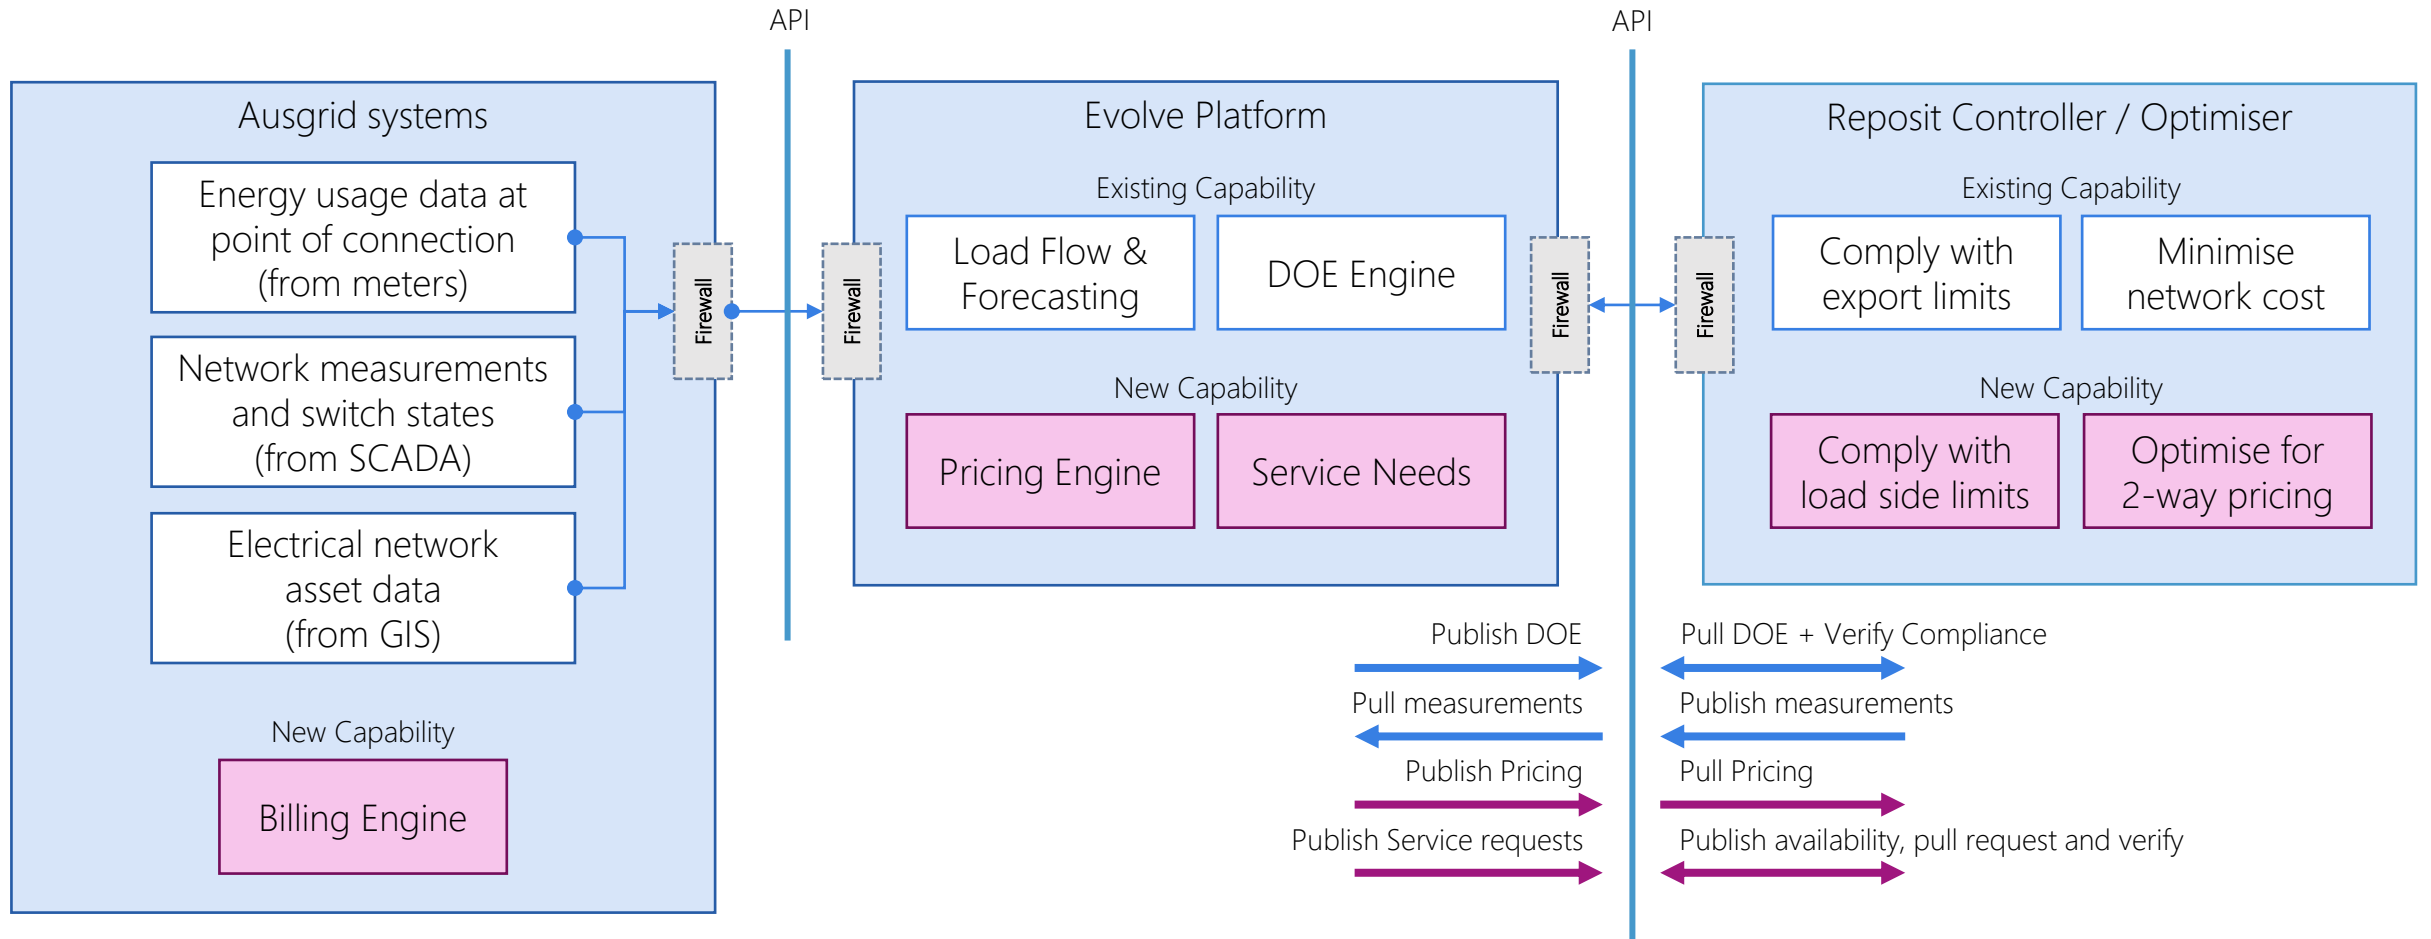 API
API
Ausgrid systems
Energy usage data at
point of connection
(from meters)
Network measurements
and switch states
(from SCADA)
Electrical network
asset data
(from GIS)
New Capability
Billing Engine
Firewall
Firewall
Evolve Platform
Existing Capability
Load Flow &
Forecasting
DOE Engine
New Capability
Pricing Engine
Service Needs
Firewall
Firewall
Reposit Controller / Optimiser
Existing Capability
Comply with
export limits
Minimise
network cost
New Capability
Comply with
load side limits
Optimise for
2-way pricing
Publish DOE
Pull DOE + Verify Compliance
Pull measurements
Publish measurements
Publish Pricing
Pull Pricing
Publish Service requests
Publish availability, pull request and verify